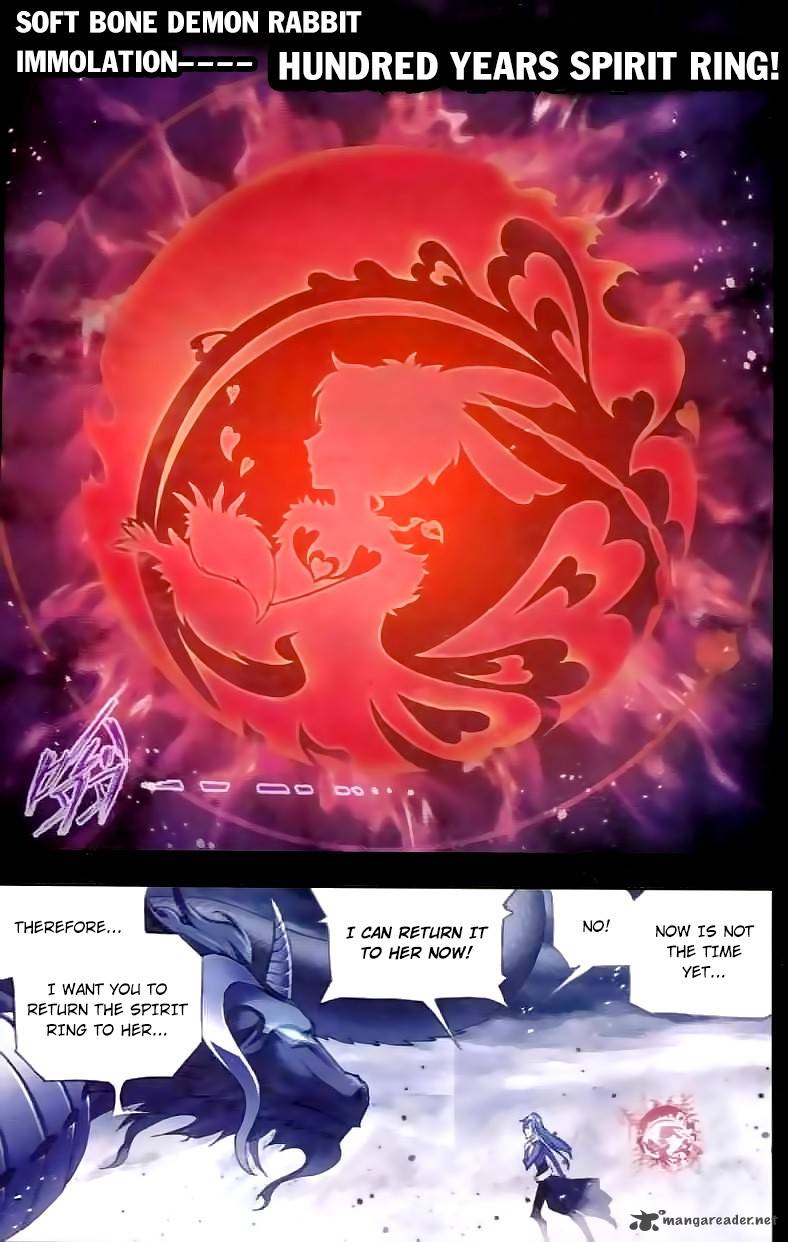 SOFT BONE DEMON RABBIT
IMMOLATION---- HUNDRED YEARS SPIRIT RING!
THEREFORE...
I WANT YOU TO
RETURN THE SPIRIT
RING TO HER...
I CAN RETURN IT
TO HER NOW!
NO!
NOW IS NOT
THE TIME
YET...
mangareader.net